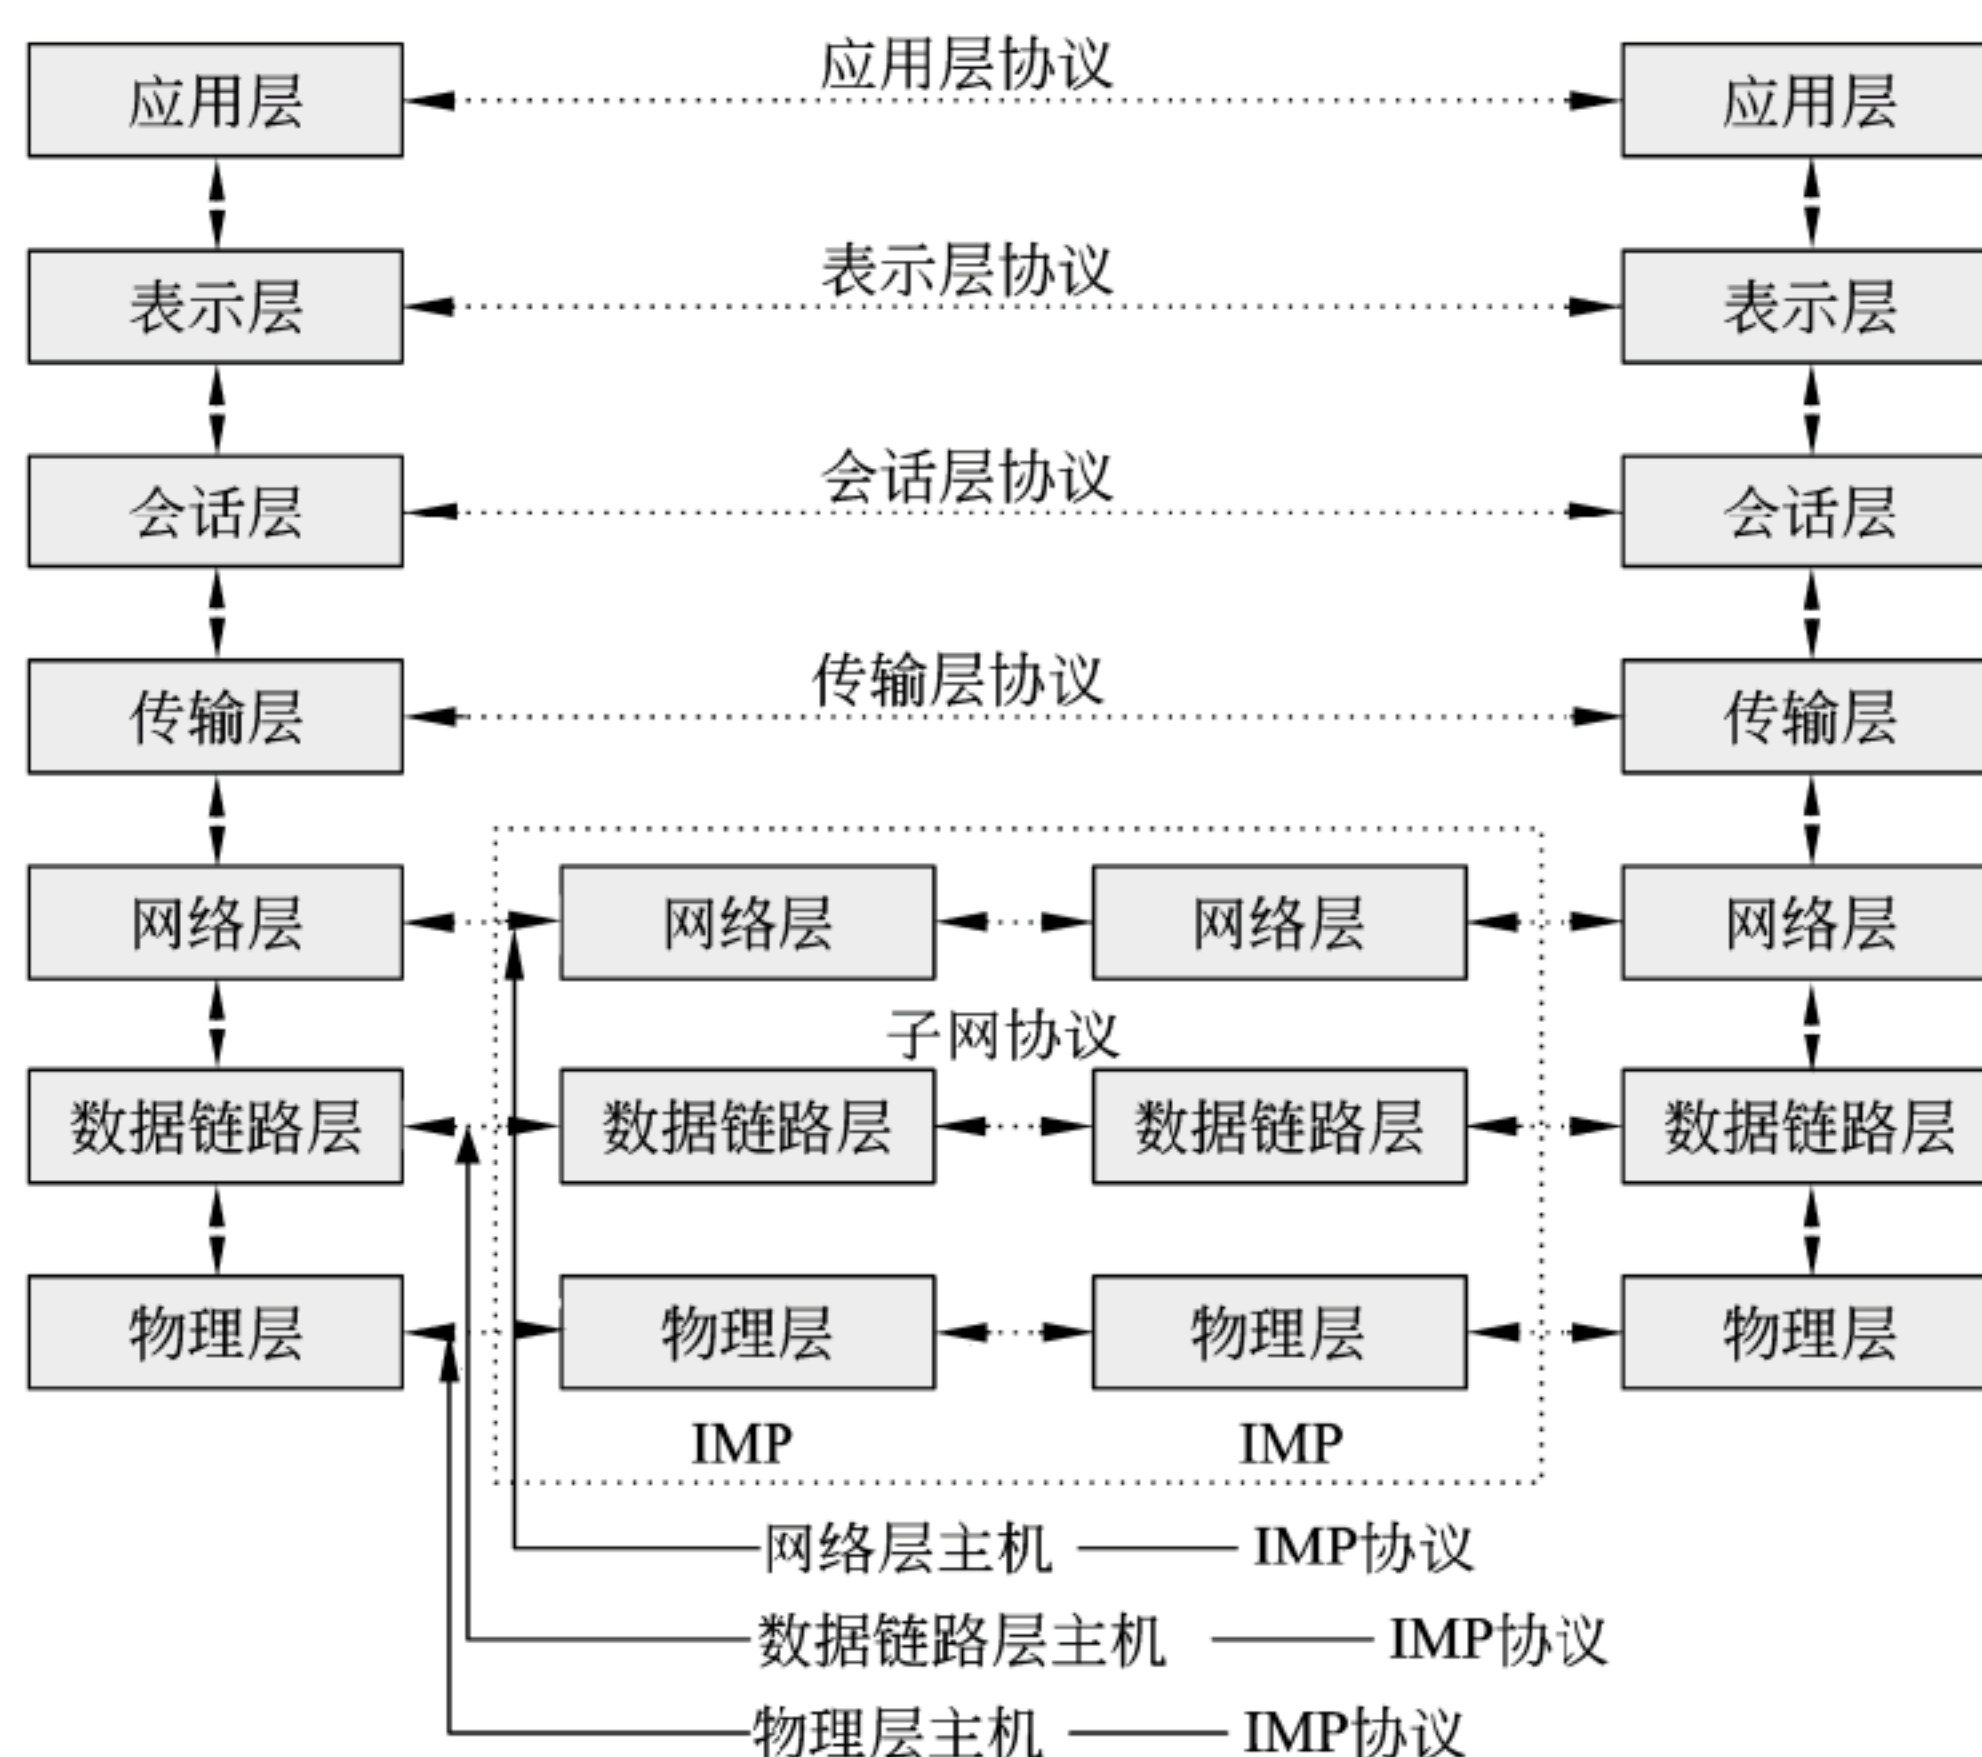 应用层协议
应用层 应用层
表示层协议
表示层 表示层
会话层协议
会话层 会话层
传输层协议
传输层 传输层
网络层 网络层 网络层 网络层
子网协议
数据链路层 数据链路层 数据链路层 数据链路层
物理层 物理层 物理层 物理层
IMP IMP
网络层主机 —— IMP协议
数据链路层主机 —— IMP协议
物理层主机 —— IMP协议